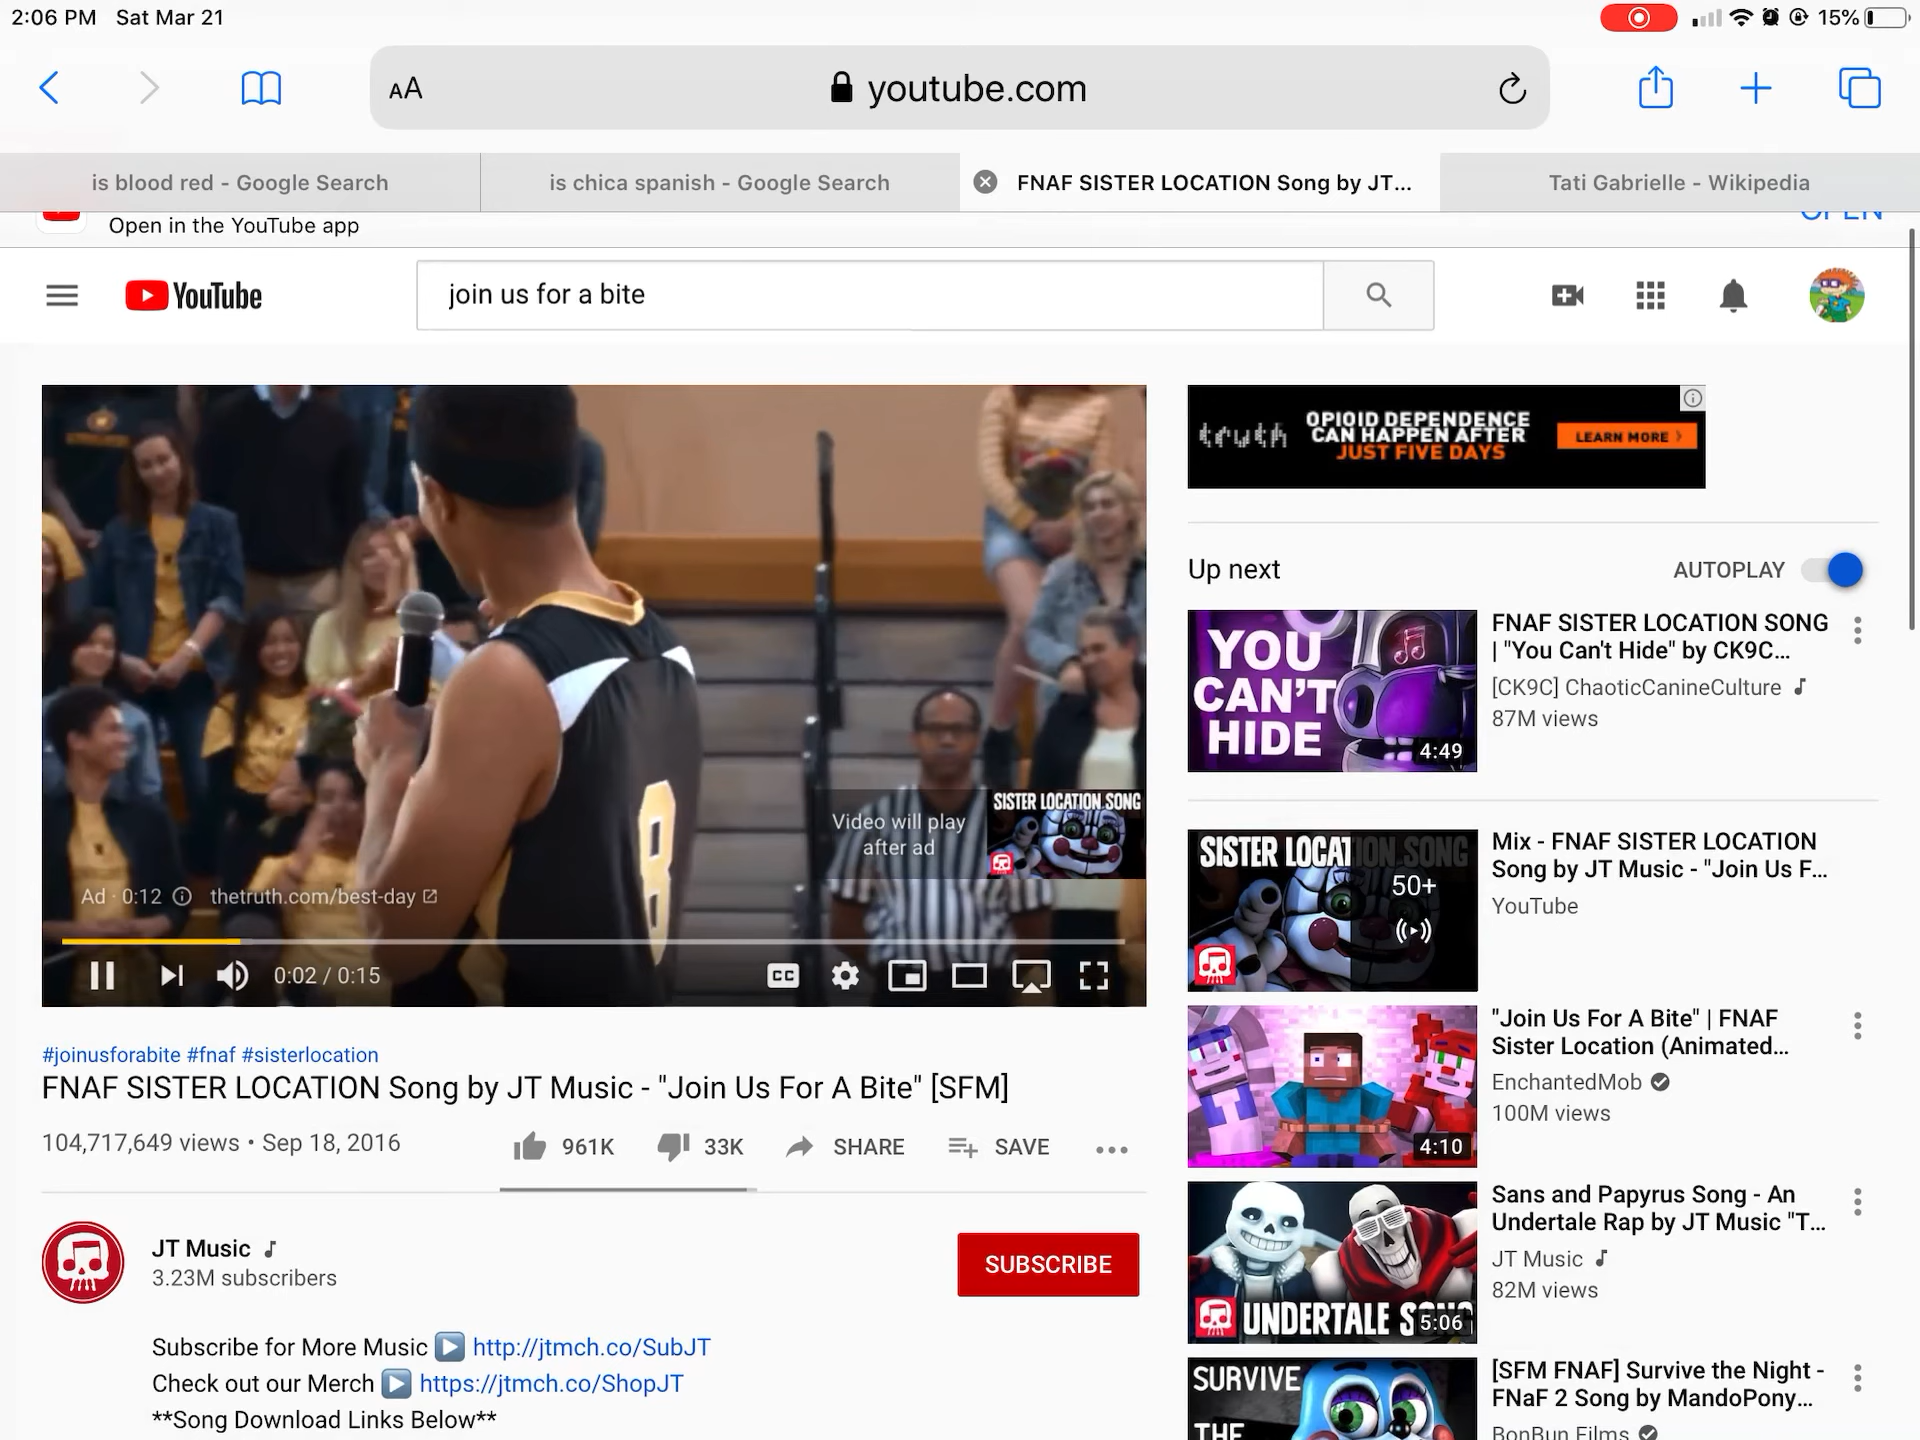 2:06 PM Sat Mar 21
15%
AA
youtube.com
is blood red - Google Search
is chica spanish - Google Search
FNAF SISTER LOCATION Song by JT...
Tati Gabrielle - Wikipedia
Open in the YouTube app
OPEN
YouTube
join us for a bite
8
Video will play
after ad
SISTER LOCATION SONG
Ad · 0:12
thetruth.com/best-day
0:02 / 0:15
CC
#joinusforabite #fnaf #sisterlocation
FNAF SISTER LOCATION Song by JT Music - "Join Us For A Bite" [SFM]
104,717,649 views • Sep 18, 2016
961K
33K
SHARE
SAVE
JT Music
3.23M subscribers
SUBSCRIBE
Subscribe for More Music ▶️ http://jtmch.co/SubJT
Check out our Merch ▶️ https://jtmch.co/ShopJT
**Song Download Links Below**
truth
OPIOID DEPENDENCE
CAN HAPPEN AFTER
JUST FIVE DAYS
LEARN MORE
Up next
AUTOPLAY
YOU
CAN'T
HIDE
4:49
FNAF SISTER LOCATION SONG
| "You Can't Hide" by CK9C...
[CK9C] ChaoticCanineCulture
87M views
SISTER LOCATION SONG
50+
Mix - FNAF SISTER LOCATION
Song by JT Music - "Join Us F...
YouTube
4:10
"Join Us For A Bite" | FNAF
Sister Location (Animated...
EnchantedMob
100M views
UNDERTALE SONG
5:06
Sans and Papyrus Song - An
Undertale Rap by JT Music "T...
JT Music
82M views
SURVIVE
THE
[SFM FNAF] Survive the Night -
FNaF 2 Song by MandoPony...
BonBun Films